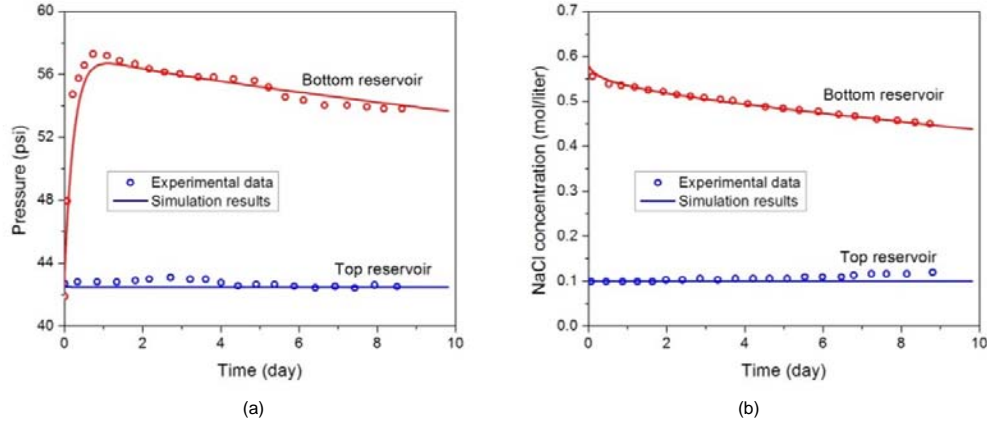 60
56
52
48
44
40
Pressure (psi)
Bottom reservoir
Experimental data
Simulation results
Top reservoir
0
2
4
6
8
10
Time (day)
(a)
0.7
0.6
0.5
0.4
0.3
0.2
0.1
0.0
NaCl concentration (mol/liter)
Bottom reservoir
Experimental data
Simulation results
Top reservoir
0
2
4
6
8
10
Time (day)
(b)